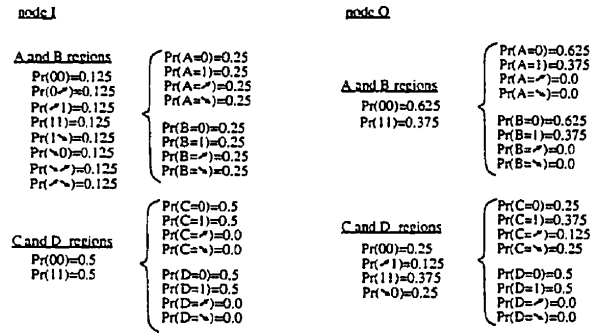 node I
A and B regions
Pr(00)=0.125
Pr(0↗)=0.125
Pr(↗1)=0.125
Pr(11)=0.125
Pr(1↘)=0.125
Pr(↘0)=0.125
Pr(↘↗)=0.125
Pr(↗↘)=0.125
Pr(A=0)=0.25
Pr(A=1)=0.25
Pr(A=↗)=0.25
Pr(A=↘)=0.25
Pr(B=0)=0.25
Pr(B=1)=0.25
Pr(B=↗)=0.25
Pr(B=↘)=0.25
C and D regions
Pr(00)=0.5
Pr(11)=0.5
Pr(C=0)=0.5
Pr(C=1)=0.5
Pr(C=↗)=0.0
Pr(C=↘)=0.0
Pr(D=0)=0.5
Pr(D=1)=0.5
Pr(D=↗)=0.0
Pr(D=↘)=0.0
node O
A and B regions
Pr(00)=0.625
Pr(11)=0.375
Pr(A=0)=0.625
Pr(A=1)=0.375
Pr(A=↗)=0.0
Pr(A=↘)=0.0
Pr(B=0)=0.625
Pr(B=1)=0.375
Pr(B=↗)=0.0
Pr(B=↘)=0.0
C and D regions
Pr(00)=0.25
Pr(↗1)=0.125
Pr(11)=0.375
Pr(↘0)=0.25
Pr(C=0)=0.25
Pr(C=1)=0.375
Pr(C=↗)=0.125
Pr(C=↘)=0.25
Pr(D=0)=0.5
Pr(D=1)=0.5
Pr(D=↗)=0.0
Pr(D=↘)=0.0